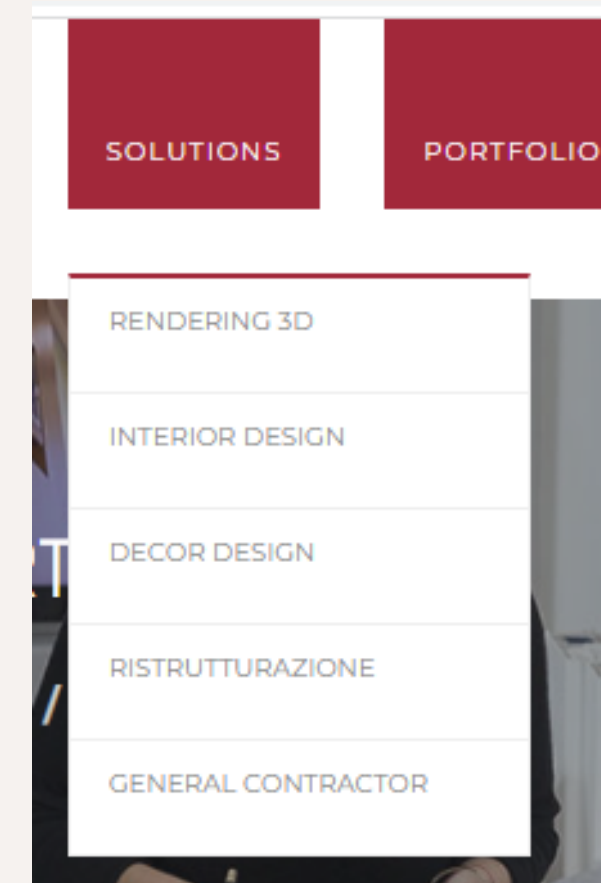 SOLUTIONS
PORTFOLIO
RENDERING 3D
INTERIOR DESIGN
DECOR DESIGN
RISTRUTTURAZIONE
GENERAL CONTRACTOR